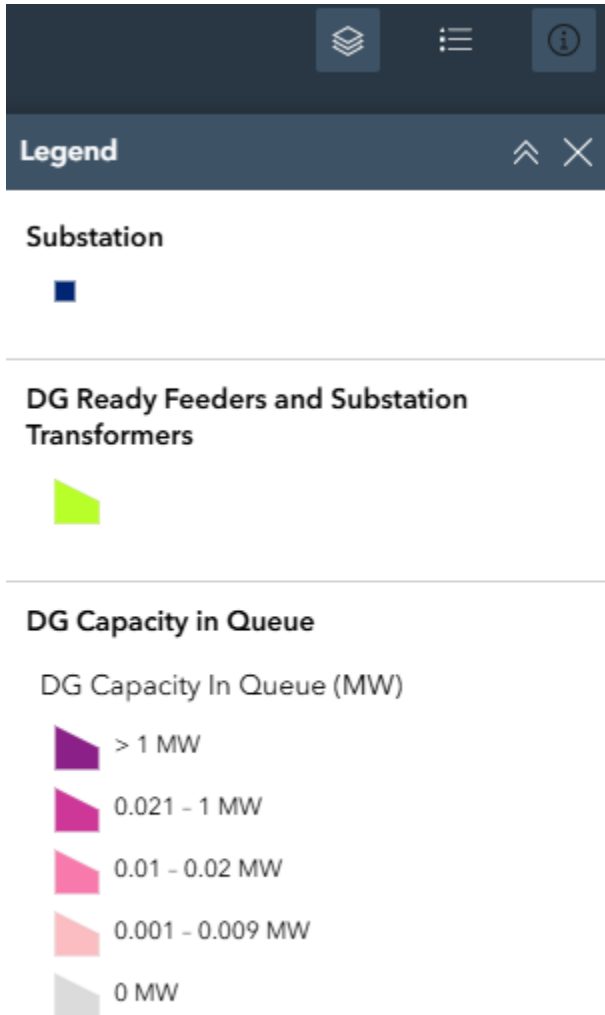 Legend
Substation
DG Ready Feeders and Substation
Transformers
DG Capacity in Queue
DG Capacity In Queue (MW)
> 1 MW
0.021 – 1 MW
0.01 – 0.02 MW
0.001 – 0.009 MW
0 MW